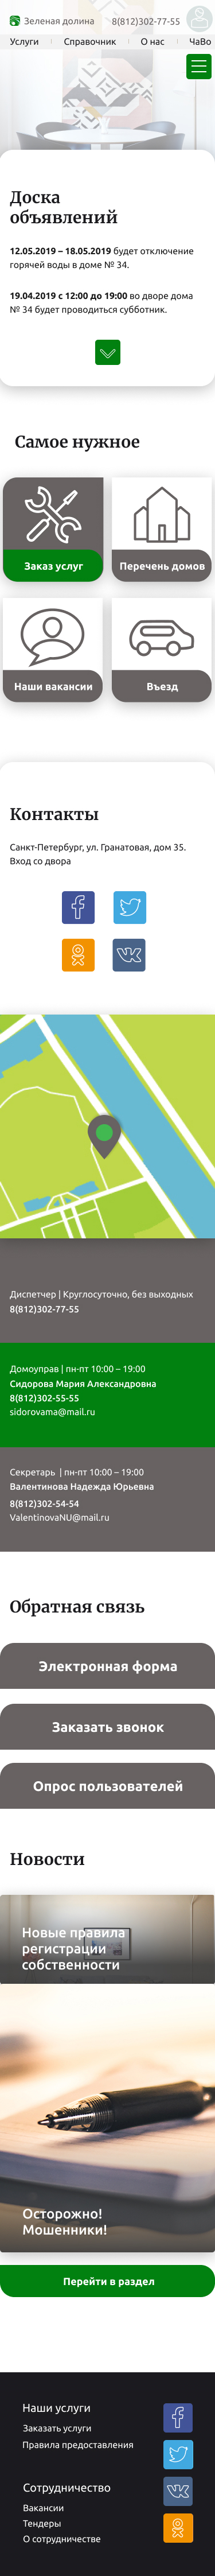 Зеленая долина
8(812)302-77-55
Услуги
Справочник
О нас
ЧаВо
Доска
объявлений
12.05.2019 – 18.05.2019 будет отключение
горячей воды в доме № 34.
19.04.2019 с 12:00 до 19:00 во дворе дома
№ 34 будет проводиться субботник.
Самое нужное
Заказ услуг
Перечень домов
Наши вакансии
Въезд
Контакты
Санкт-Петербург, ул. Гранатовая, дом 35.
Вход со двора
Диспетчер | Круглосуточно, без выходных
8(812)302-77-55
Домоуправ | пн-пт 10:00 – 19:00
Сидорова Мария Александровна
8(812)302-55-55
sidorovama@mail.ru
Секретарь | пн-пт 10:00 – 19:00
Валентинова Надежда Юрьевна
8(812)302-54-54
ValentinovaNU@mail.ru
Обратная связь
Электронная форма
Заказать звонок
Опрос пользователей
Новости
Новые правила
регистрации
собственности
Осторожно!
Мошенники!
Перейти в раздел
Наши услуги
Заказать услуги
Правила предоставления
Сотрудничество
Вакансии
Тендеры
О сотрудничестве